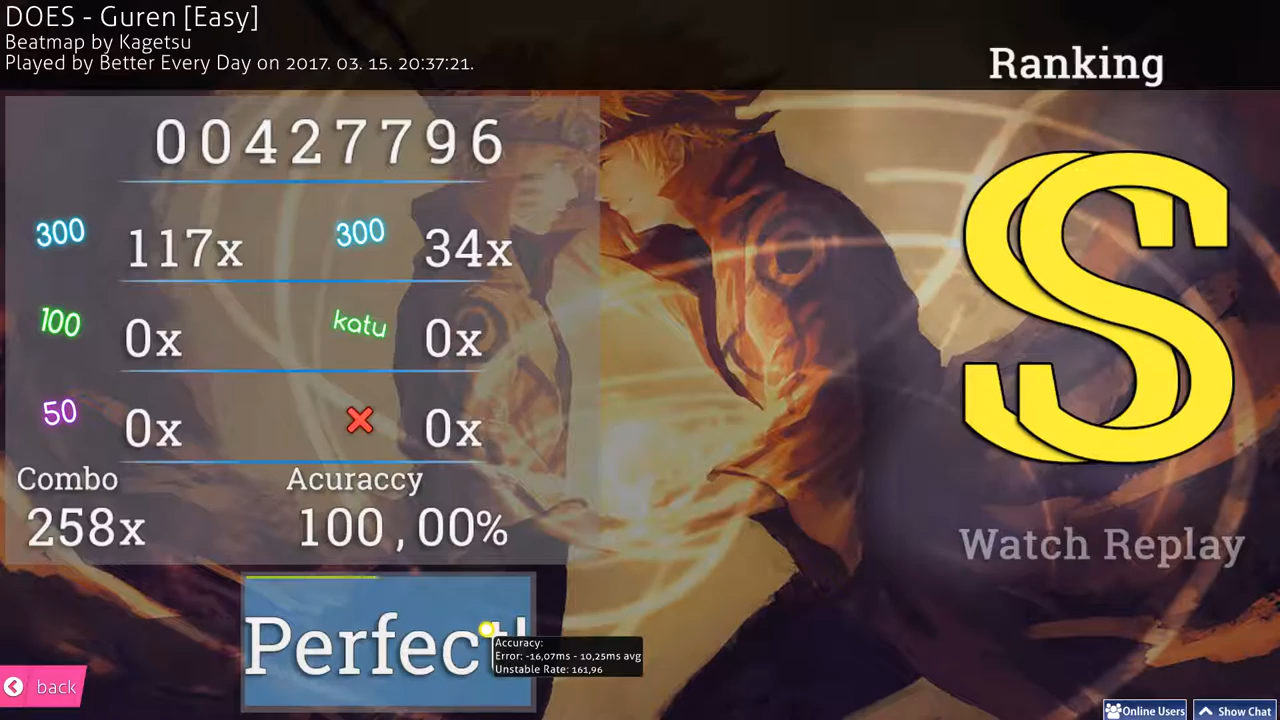 DOES - Guren [Easy]
Beatmap by Kagetsu
Played by Better Every Day on 2017. 03. 15. 20:37:21.
Ranking
00427796
300 117x 300 34x
100 0x katu 0x
50 0x 0x
Combo Acuraccy
258x 100,00%
SS
Watch Replay
Perfect!
Accuracy:
Error: -16,07ms - 10,25ms avg
Unstable Rate: 161,96
back
Online Users
Show Chat